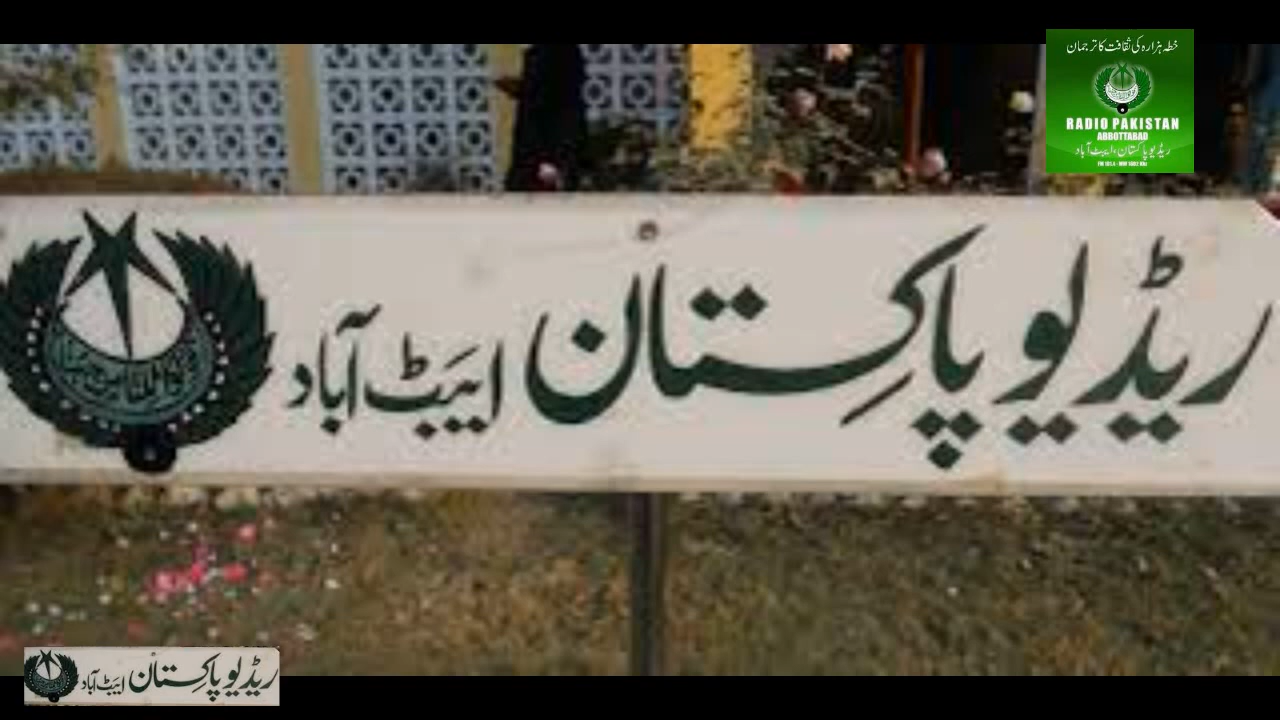 خطہ ہزارہ کی ثقافت کا ترجمان
RADIO PAKISTAN
ABBOTTABAD
ریڈیو پاکستان، ایبٹ آباد
ریڈیو پاکستان ایبٹ آباد
ریڈیو پاکستان ایبٹ آباد